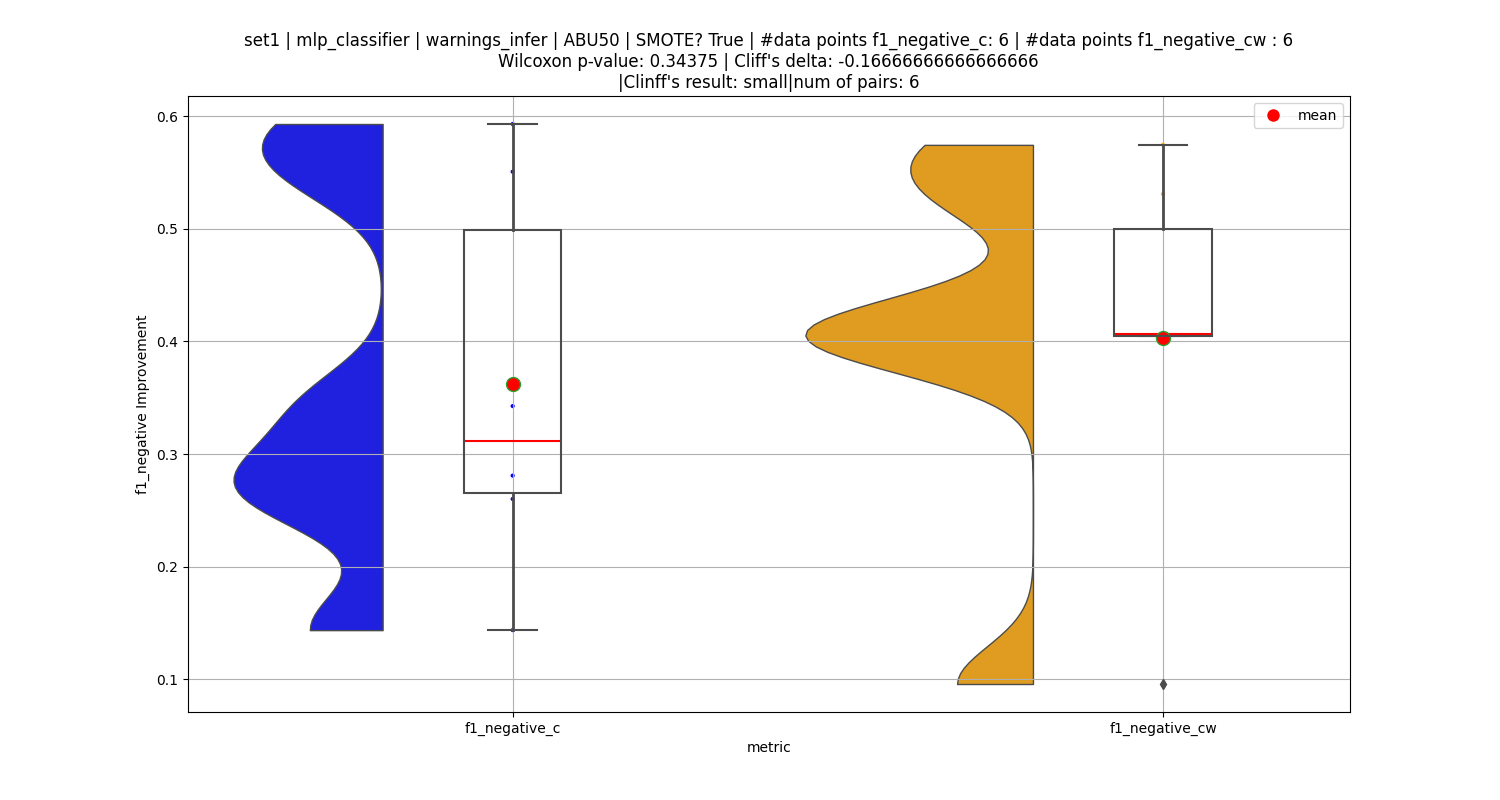 set1 | mlp_classifier | warnings_infer | ABU50 | SMOTE? True | #data points f1_negative_c: 6 | #data points f1_negative_cw : 6
Wilcoxon p-value: 0.34375 | Cliff's delta: -0.16666666666666666
|Clinff's result: small|num of pairs: 6
mean
0.6
0.5
0.4
0.3
0.2
0.1
f1_negative Improvement
f1_negative_c
f1_negative_cw
metric